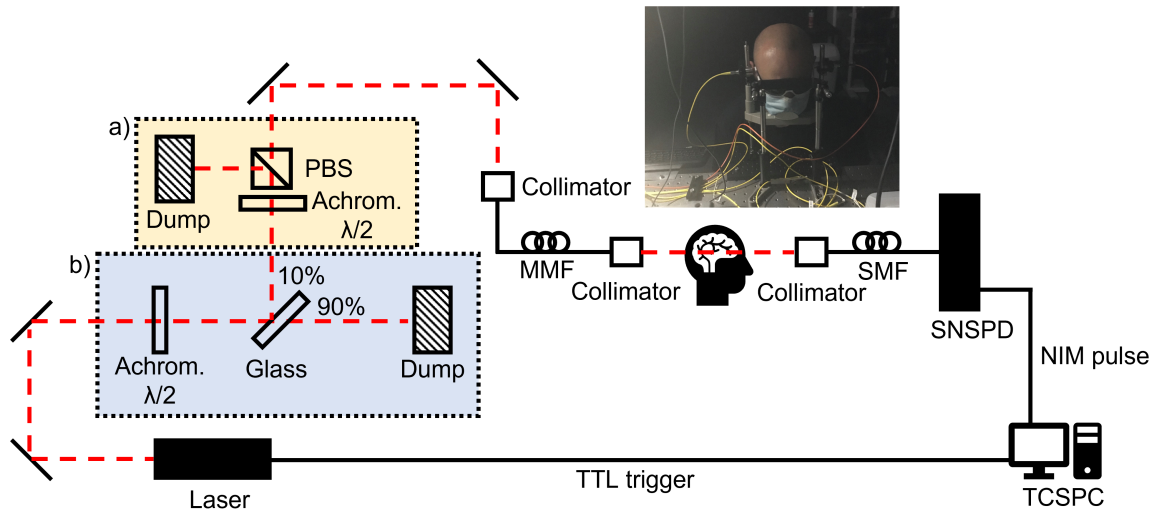 a)
PBS
Dump
Achrom.
λ/2
b)
10%
90%
Achrom.
λ/2
Glass
Dump
Collimator
MMF
Collimator
Collimator
SMF
SNSPD
NIM pulse
Laser
TTL trigger
TCSPC